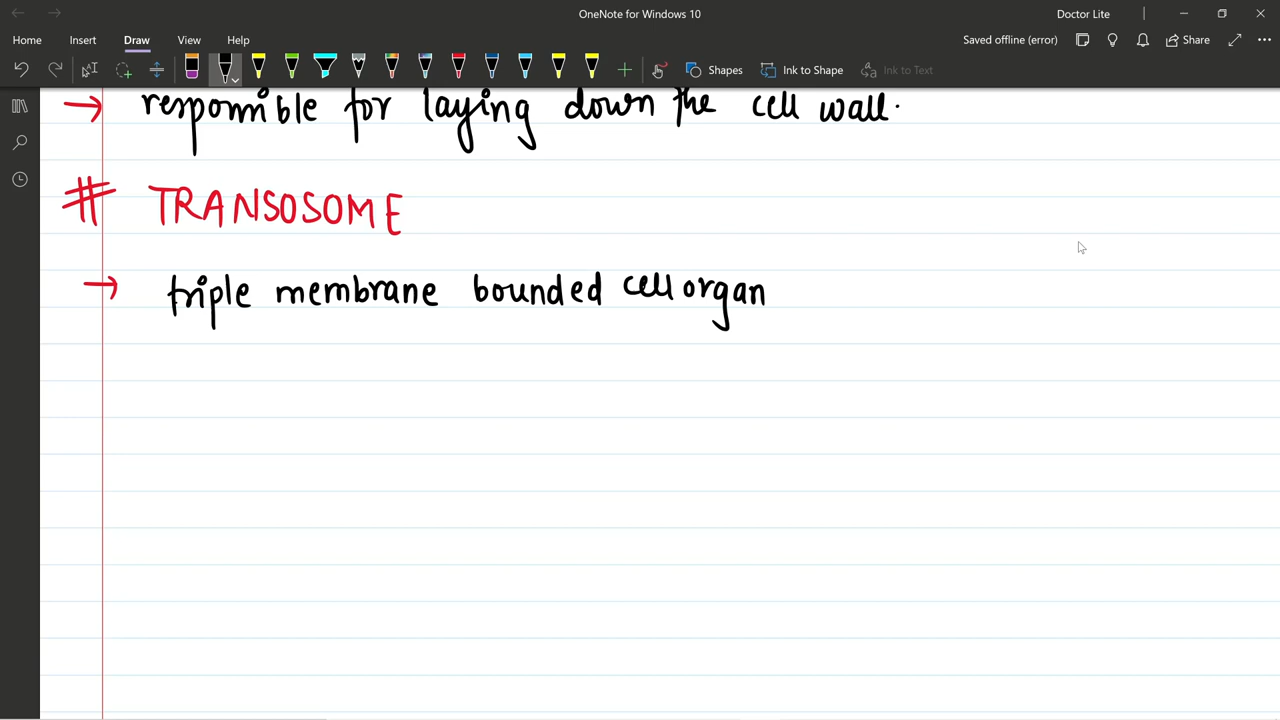 OneNote for Windows 10
Doctor Lite
Home Insert Draw View Help
Saved offline (error)
Share
Shapes
Ink to Shape
Ink to Text
→ responsible for laying down the cell wall.
# TRANSOSOME
→ triple membrane bounded cell organ